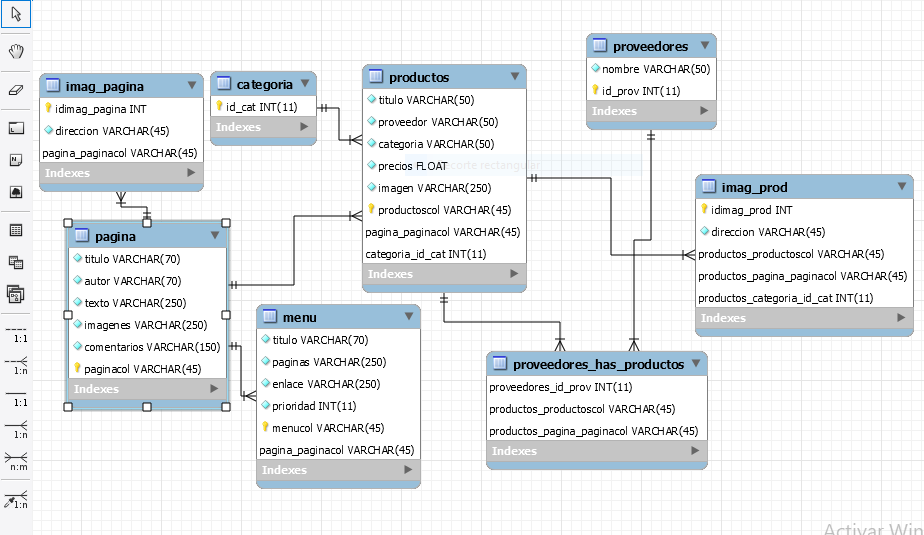 imag_pagina
idimag_pagina INT
direccion VARCHAR(45)
pagina_paginacol VARCHAR(45)
Indexes
categoria
id_cat INT(11)
Indexes
productos
titulo VARCHAR(50)
proveedor VARCHAR(50)
categoria VARCHAR(50)
precios FLOAT
imagen VARCHAR(250)
productoscol VARCHAR(45)
pagina_paginacol VARCHAR(45)
categoria_id_cat INT(11)
Indexes
ecorte rectangular
proveedores
nombre VARCHAR(50)
id_prov INT(11)
Indexes
imag_prod
idimag_prod INT
direccion VARCHAR(45)
productos_productoscol VARCHAR(45)
productos_pagina_paginacol VARCHAR(45)
productos_categoria_id_cat INT(11)
Indexes
pagina
titulo VARCHAR(70)
autor VARCHAR(70)
texto VARCHAR(250)
imagenes VARCHAR(250)
comentarios VARCHAR(150)
paginacol VARCHAR(45)
Indexes
menu
titulo VARCHAR(70)
paginas VARCHAR(250)
enlace VARCHAR(250)
prioridad INT(11)
menucol VARCHAR(45)
pagina_paginacol VARCHAR(45)
Indexes
proveedores_has_productos
proveedores_id_prov INT(11)
productos_productoscol VARCHAR(45)
productos_pagina_paginacol VARCHAR(45)
Indexes
1:1
1:n
1:1
1:n
n:m
1:n
Activar Win